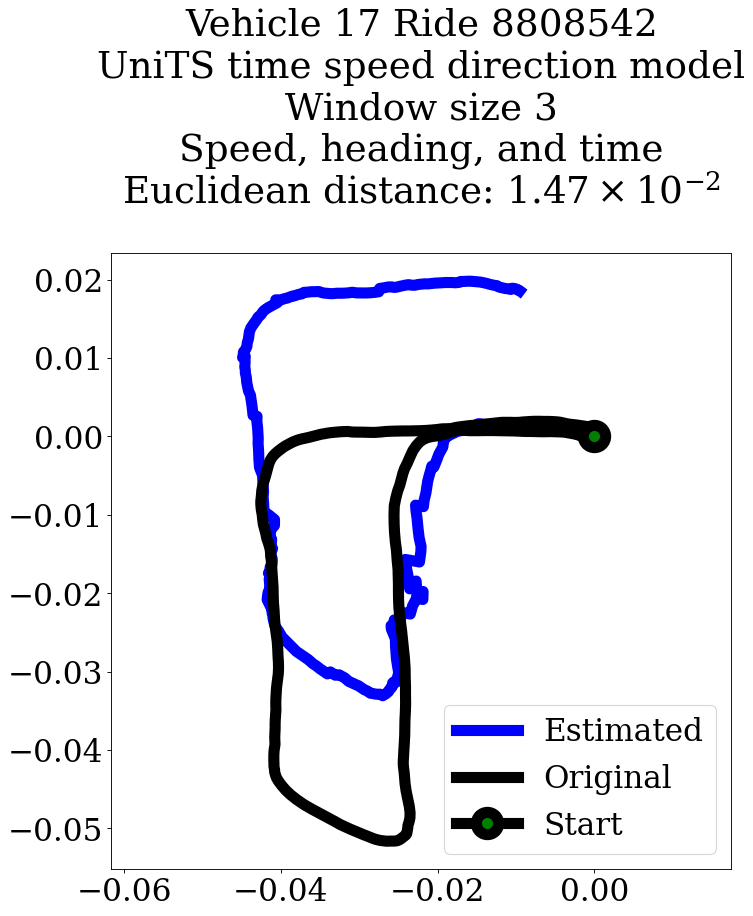 Vehicle 17 Ride 8808542
UniTS time speed direction model
Window size 3
Speed, heading, and time
Euclidean distance: 1.47 × 10⁻²
0.02
0.01
0.00
−0.01
−0.02
−0.03
−0.04
−0.05
Estimated
Original
Start
−0.06
−0.04
−0.02
0.00